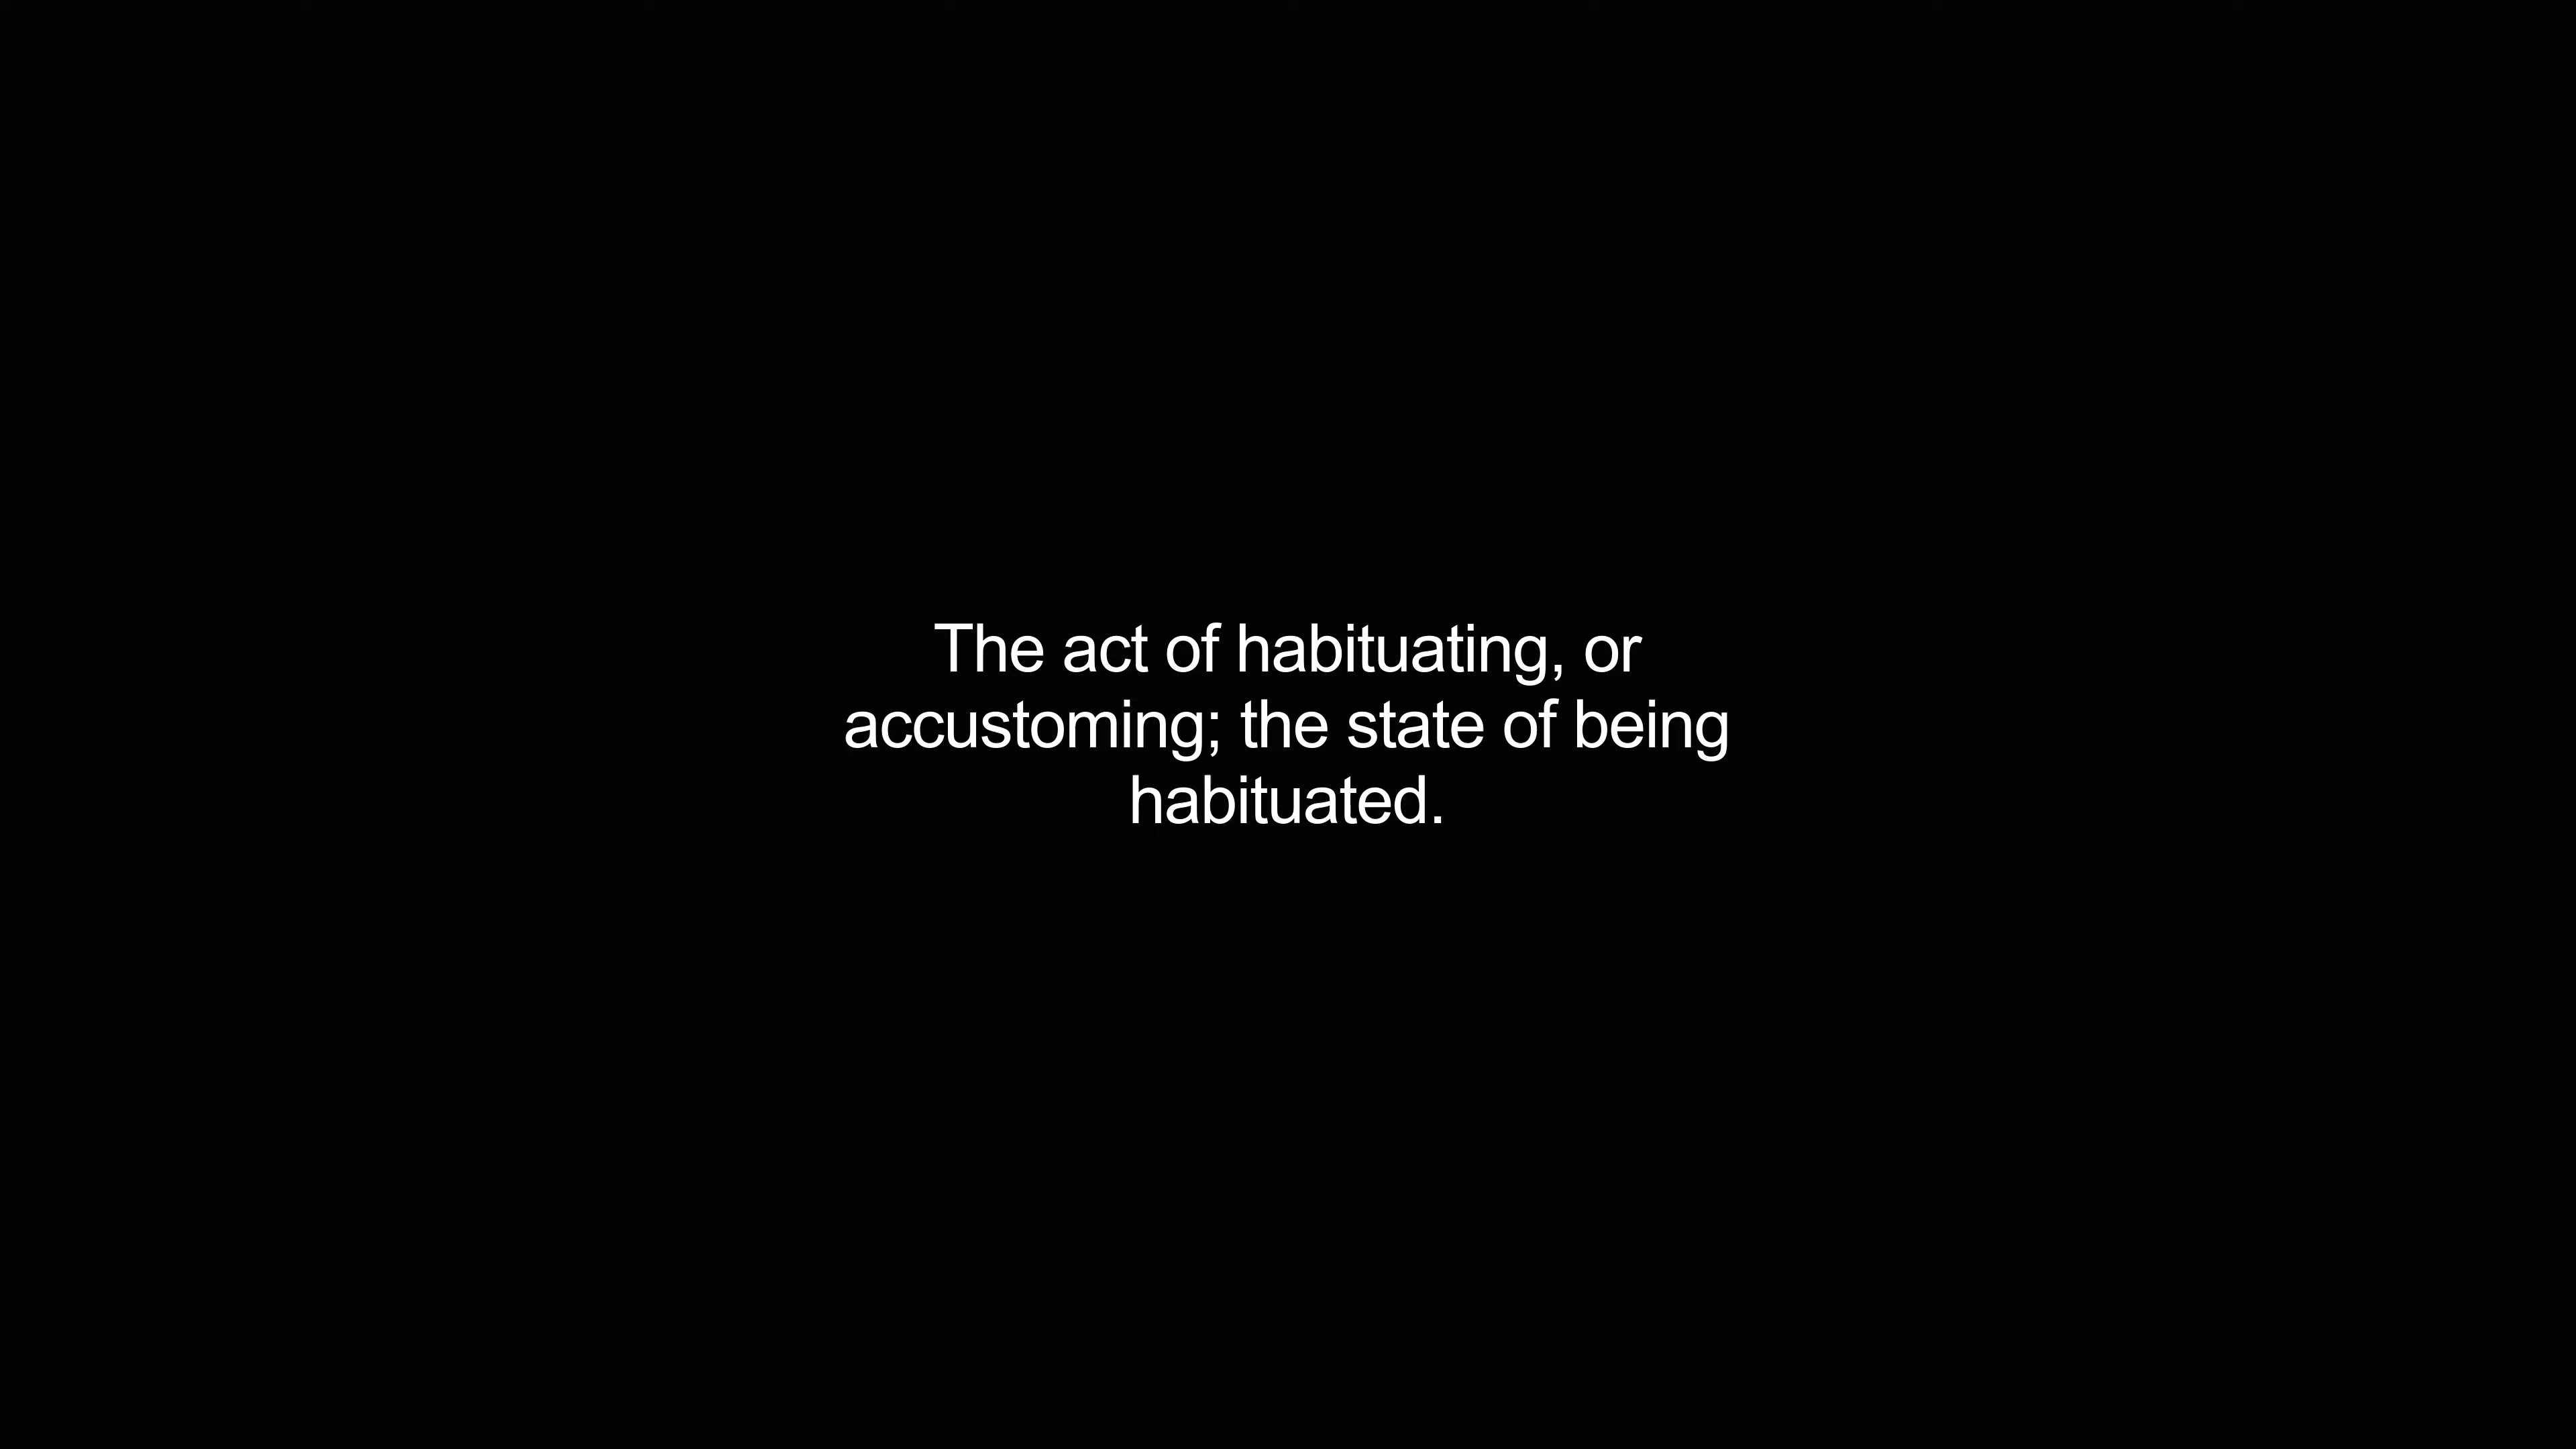 The act of habituating, or
accustoming; the state of being
habituated.